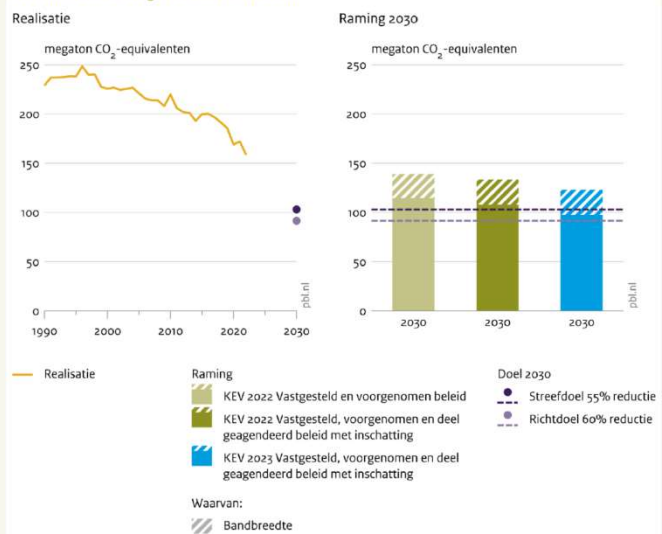 Realisatie
megaton CO2-equivalenten
250
200
150
100
50
0
1990
2000
2010
2020
2030
pbl.nl
Raming 2030
megaton CO2-equivalenten
250
200
150
100
50
0
2030
2030
2030
pbl.nl
Realisatie
Raming
KEV 2022 Vastgesteld en voorgenomen beleid
KEV 2022 Vastgesteld, voorgenomen en deel
geagendeerd beleid met inschatting
KEV 2023 Vastgesteld, voorgenomen en deel
geagendeerd beleid met inschatting
Waarvan:
Bandbreedte
Doel 2030
Streefdoel 55% reductie
Richtdoel 60% reductie